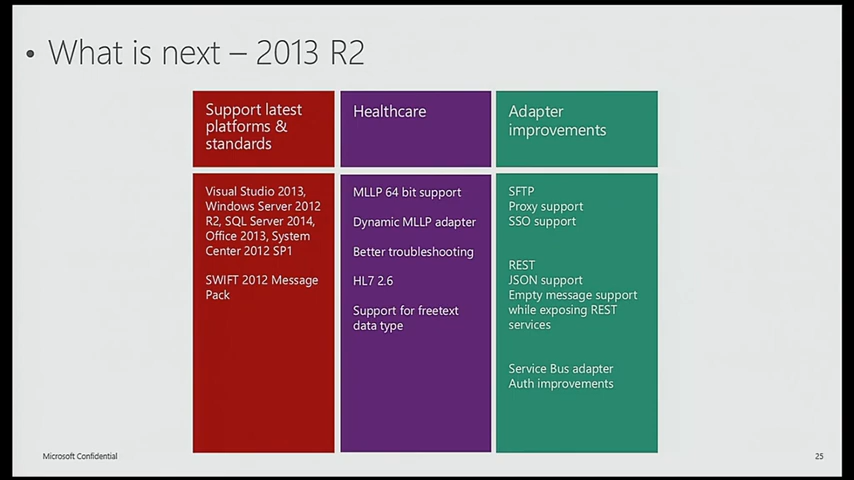 • What is next – 2013 R2
Support latest
platforms &
standards
Healthcare
Adapter
improvements
Visual Studio 2013,
Windows Server 2012
R2, SQL Server 2014,
Office 2013, System
Center 2012 SP1
SWIFT 2012 Message
Pack
MLLP 64 bit support
Dynamic MLLP adapter
Better troubleshooting
HL7 2.6
Support for freetext
data type
SFTP
Proxy support
SSO support
REST
JSON support
Empty message support
while exposing REST
services
Service Bus adapter
Auth improvements
Microsoft Confidential
25